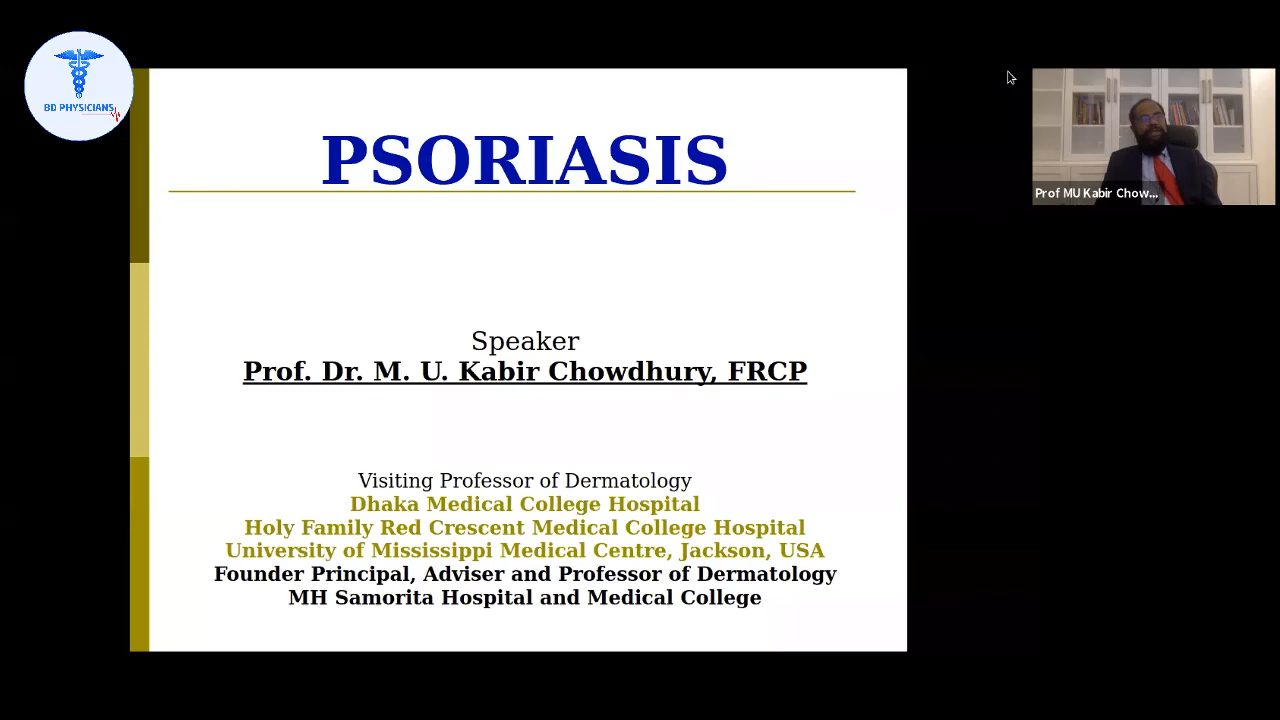 BD PHYSICIANS
PSORIASIS
Speaker
Prof. Dr. M. U. Kabir Chowdhury, FRCP
Visiting Professor of Dermatology
Dhaka Medical College Hospital
Holy Family Red Crescent Medical College Hospital
University of Mississippi Medical Centre, Jackson, USA
Founder Principal, Adviser and Professor of Dermatology
MH Samorita Hospital and Medical College
Prof MU Kabir Chow...